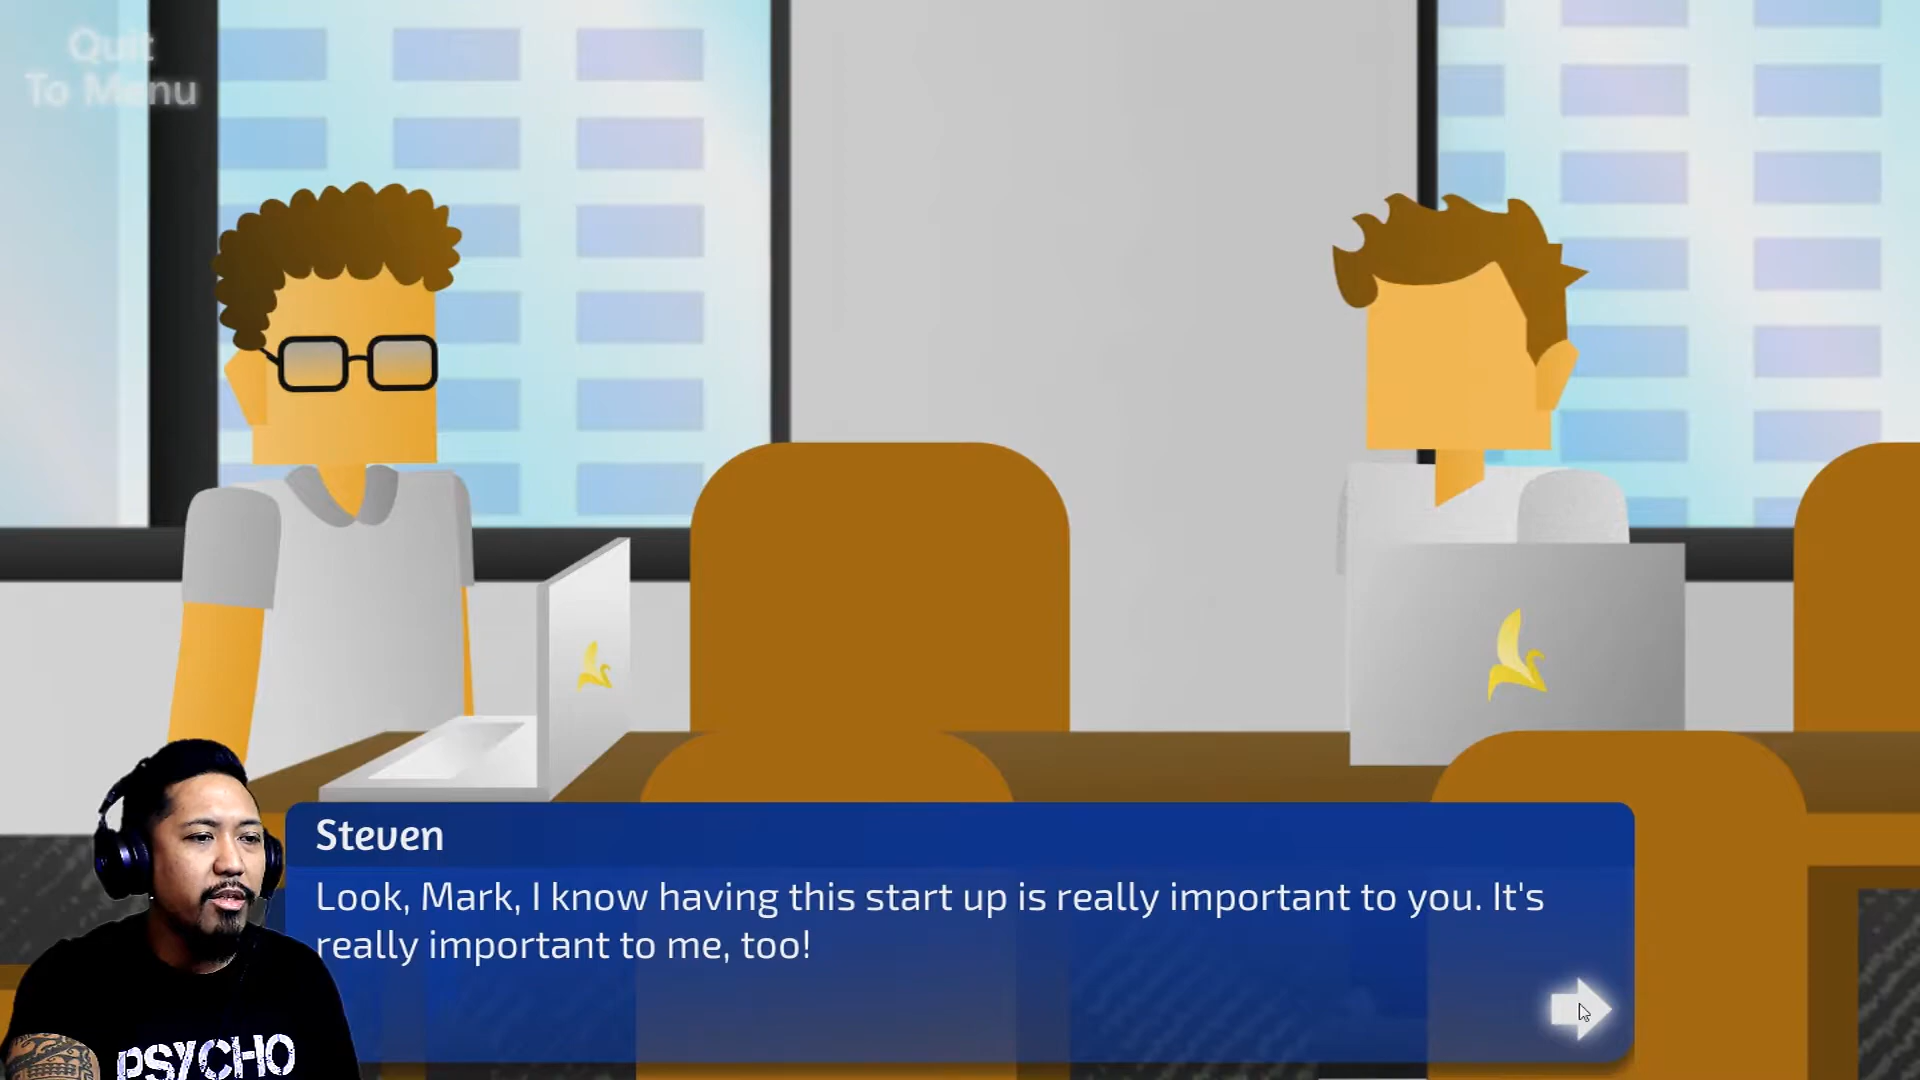 Quit
To Menu
Steven
Look, Mark, I know having this start up is really important to you. It's
really important to me, too!
PSYCHO